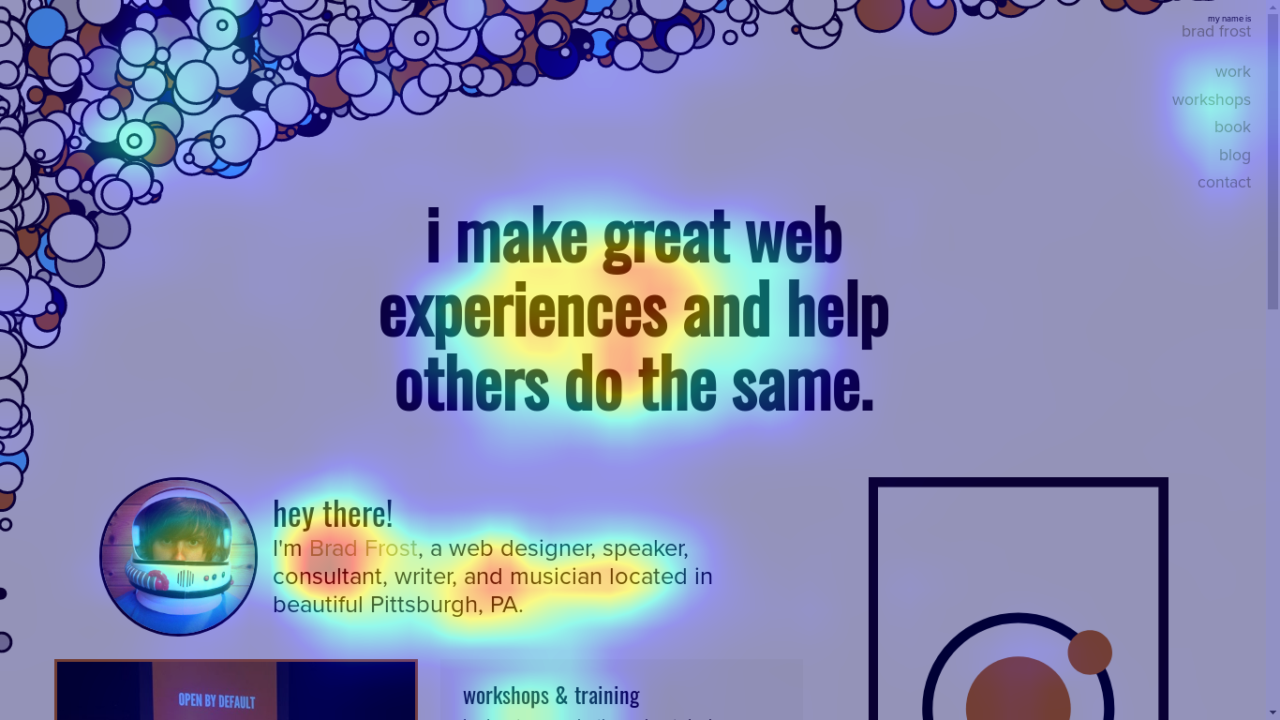 my name is
brad frost
work
workshops
book
blog
contact
i make great web
experiences and help
others do the same.
hey there!
I'm Brad Frost, a web designer, speaker,
consultant, writer, and musician located in
beautiful Pittsburgh, PA.
OPEN BY DEFAULT
workshops & training